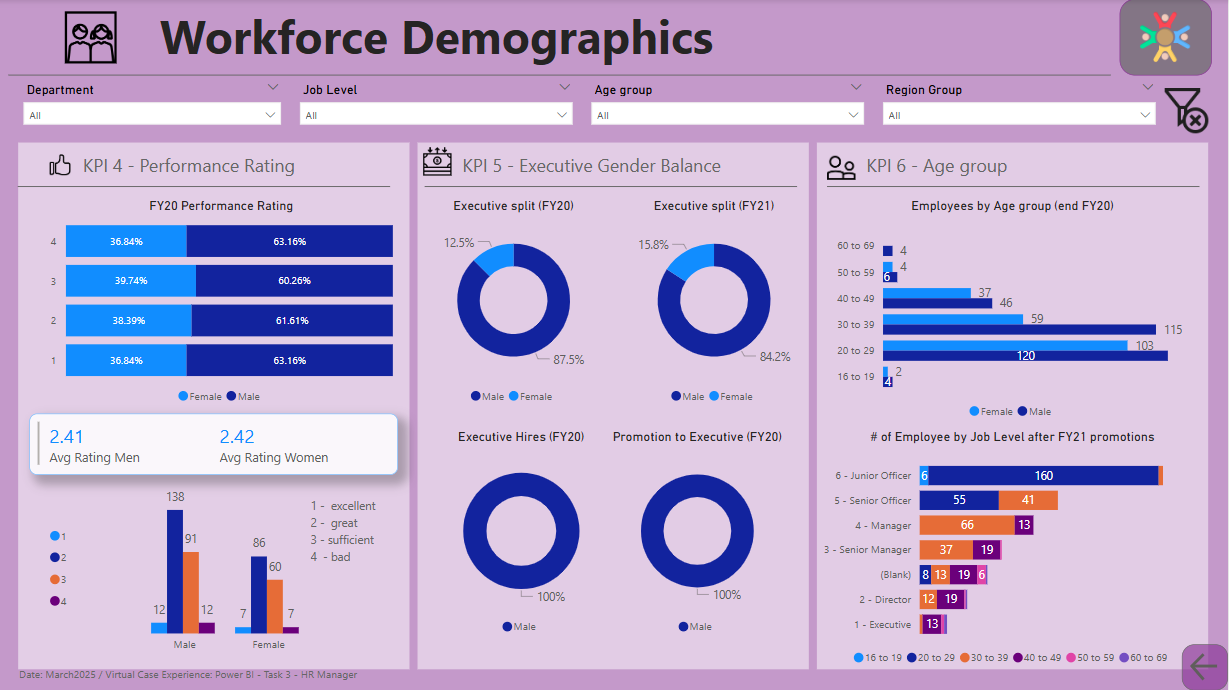 Workforce Demographics
Department
Job Level
Age group
Region Group
All
All
All
All
KPI 4 - Performance Rating
FY20 Performance Rating
4 36.84% 63.16%
3 39.74% 60.26%
2 38.39% 61.61%
1 36.84% 63.16%
Female Male
2.41
Avg Rating Men
2.42
Avg Rating Women
1
2
3
4
138
91
12
12
Male
86
60
7
7
Female
1 - excellent
2 - great
3 - sufficient
4 - bad
KPI 5 - Executive Gender Balance
Executive split (FY20)
12.5%
87.5%
Male Female
Executive split (FY21)
15.8%
84.2%
Male Female
Executive Hires (FY20)
100%
Male
Promotion to Executive (FY20)
100%
Male
KPI 6 - Age group
Employees by Age group (end FY20)
60 to 69 4
50 to 59 4
6
40 to 49 37
46
30 to 39 59
115
20 to 29 103
120
16 to 19 2
4
Female Male
# of Employee by Job Level after FY21 promotions
6 - Junior Officer 6 160
5 - Senior Officer 55 41
4 - Manager 66 13
3 - Senior Manager 37 19
(Blank) 8 13 19 6
2 - Director 12 19
1 - Executive 13
16 to 19 20 to 29 30 to 39 40 to 49 50 to 59 60 to 69
Date: March2025 / Virtual Case Experience: Power BI - Task 3 - HR Manager